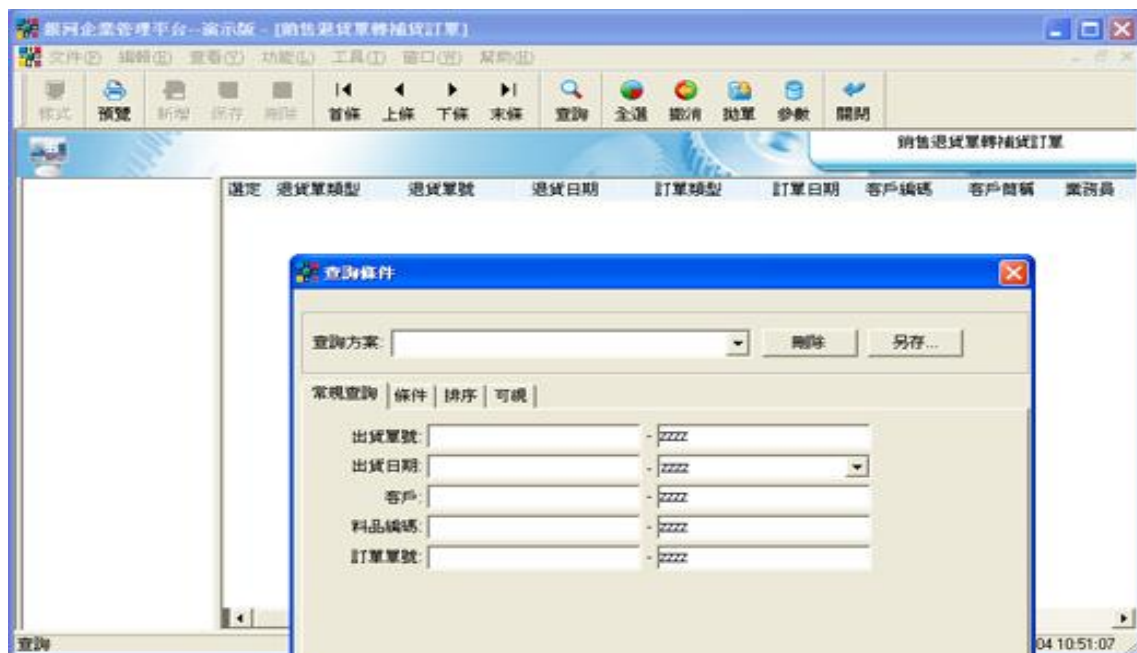 銀河企業管理平台--演示版 - [銷售退貨單轉補貨訂單]
文件(F) 編輯(E) 查看(V) 功能(L) 工具(T) 窗口(W) 幫助(H)
樣式 預覽 新增 保存 刪除 首條 上條 下條 末條 查詢 全選 撤消 拋單 參數 關閉
銷售退貨單轉補貨訂單
選定 退貨單類型 退貨單號 退貨日期 訂單類型 訂單日期 客戶編碼 客戶簡稱 業務員
查詢條件
查詢方案: 刪除 另存...
常規查詢 條件 排序 可視
出貨單號: - zzzz
出貨日期: - zzzz
客戶: - zzzz
料品編碼: - zzzz
訂單單號: - zzzz
查詢 04 10:51:07